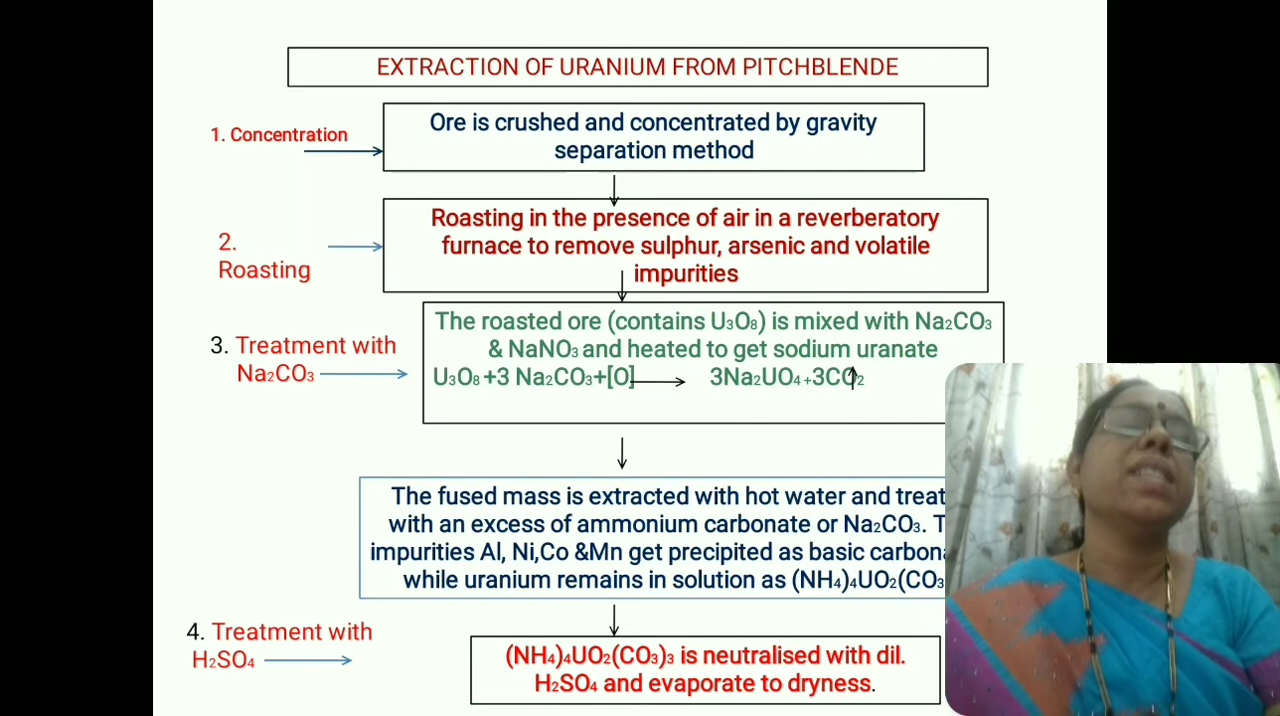 EXTRACTION OF URANIUM FROM PITCHBLENDE
1. Concentration
Ore is crushed and concentrated by gravity
separation method
2.
Roasting
Roasting in the presence of air in a reverberatory
furnace to remove sulphur, arsenic and volatile
impurities
3. Treatment with
Na₂CO₃
The roasted ore (contains U₃O₈) is mixed with Na₂CO₃
& NaNO₃ and heated to get sodium uranate
U₃O₈ +3 Na₂CO₃+[O] → 3Na₂UO₄ +3CO₂ ↑
The fused mass is extracted with hot water and treat
with an excess of ammonium carbonate or Na₂CO₃. T
impurities Al, Ni,Co &Mn get precipited as basic carbona
while uranium remains in solution as (NH₄)₄UO₂(CO₃
4. Treatment with
H₂SO₄
(NH₄)₄UO₂(CO₃)₃ is neutralised with dil.
H₂SO₄ and evaporate to dryness.